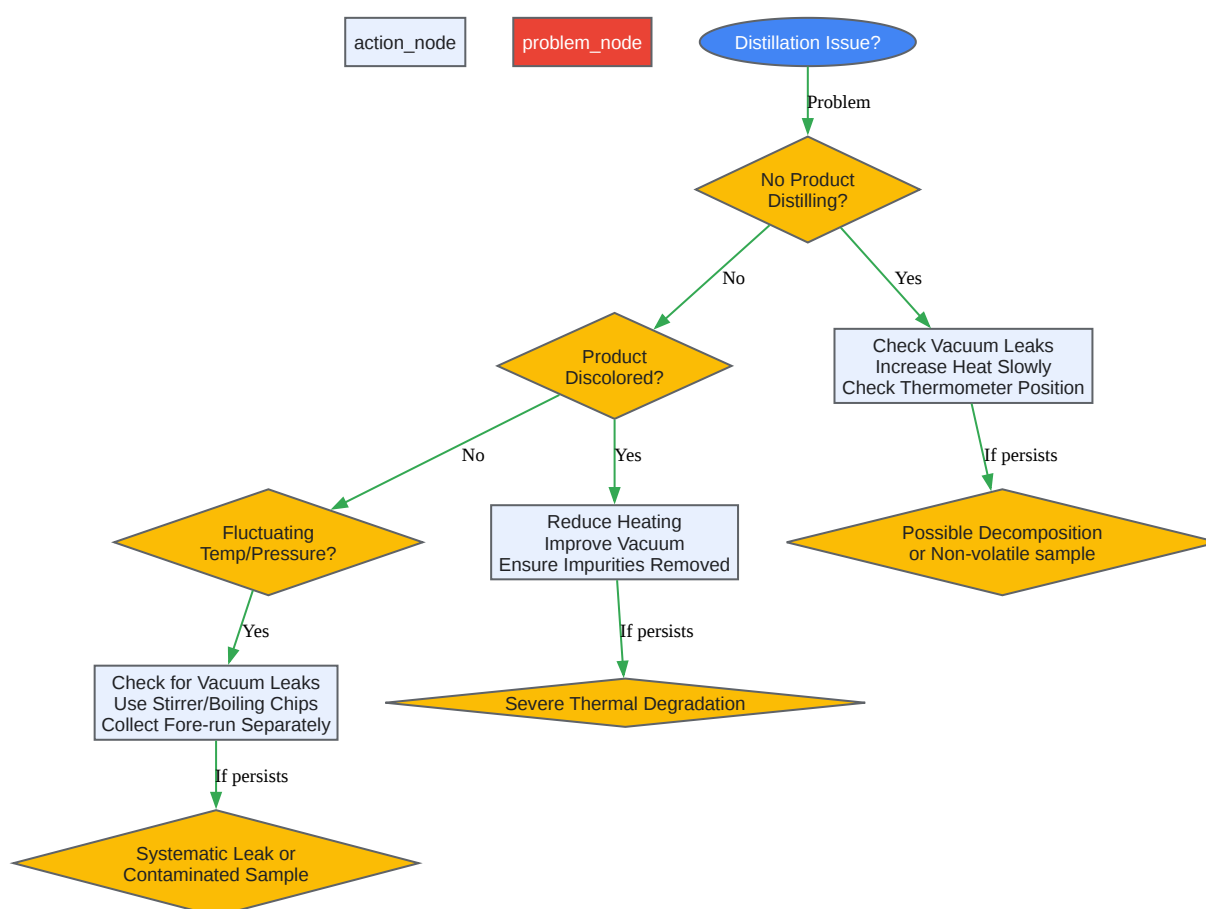 action_node
problem_node
Distillation Issue?
Problem
No Product
Distilling?
No
Yes
Product
Discolored?
Check Vacuum Leaks
Increase Heat Slowly
Check Thermometer Position
No
Yes
If persists
Fluctuating
Temp/Pressure?
Reduce Heating
Improve Vacuum
Ensure Impurities Removed
Possible Decomposition
or Non-volatile sample
Yes
If persists
Check for Vacuum Leaks
Use Stirrer/Boiling Chips
Collect Fore-run Separately
Severe Thermal Degradation
If persists
Systematic Leak or
Contaminated Sample